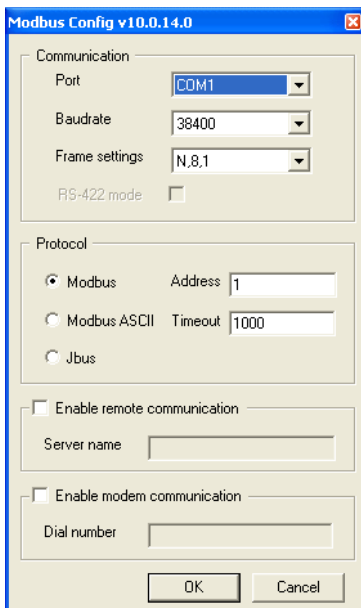 Modbus Config v10.0.14.0
Communication
Port COM1
Baudrate 38400
Frame settings N,8,1
RS-422 mode
Protocol
Modbus Address 1
Modbus ASCII Timeout 1000
Jbus
Enable remote communication
Server name
Enable modem communication
Dial number
OK Cancel